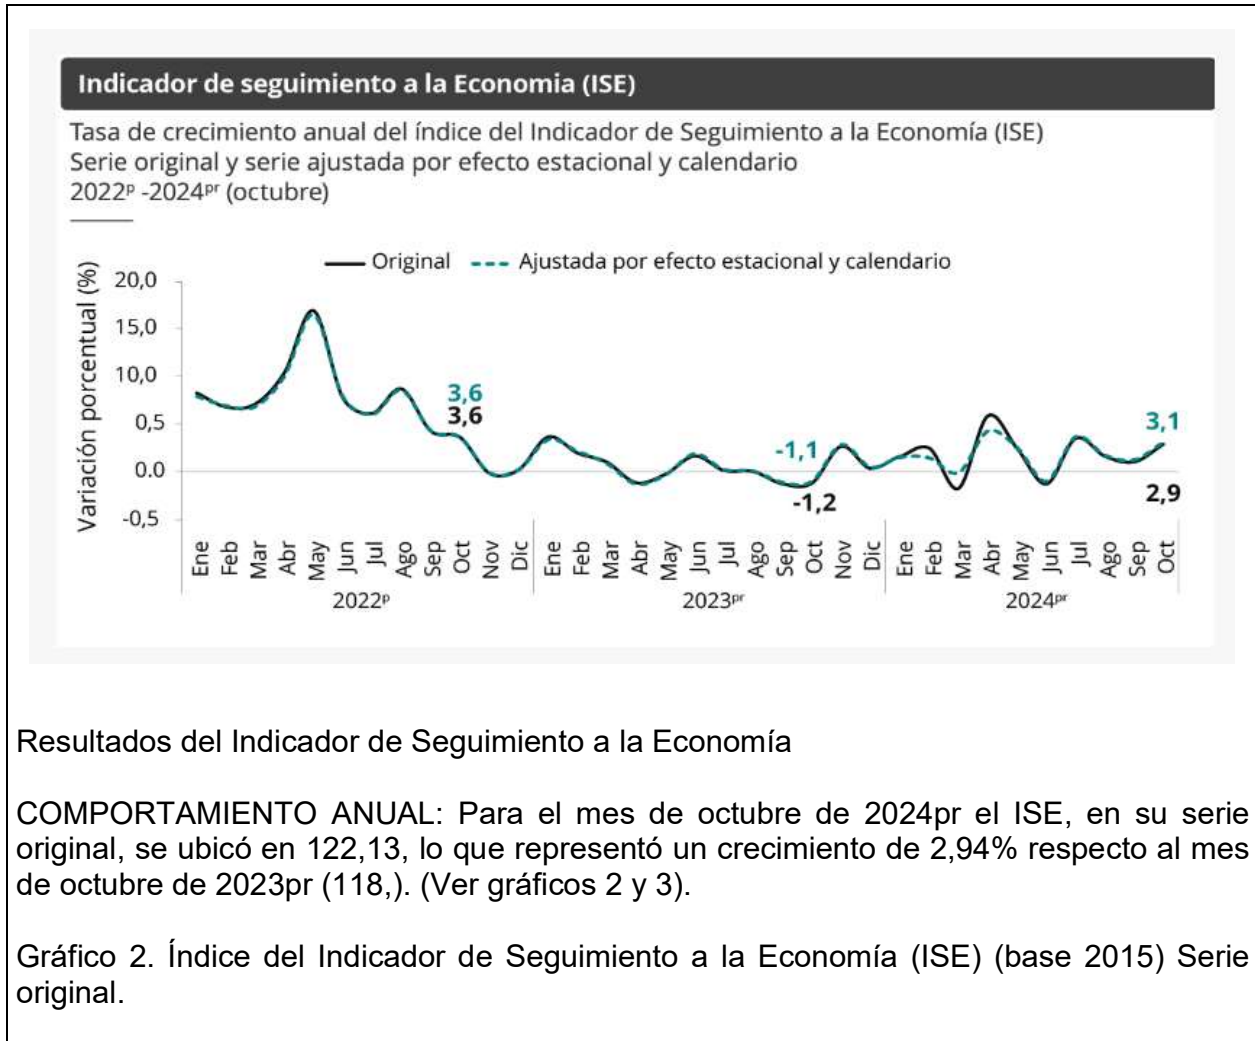 Indicador de seguimiento a la Economia (ISE)
Tasa de crecimiento anual del índice del Indicador de Seguimiento a la Economía (ISE)
Serie original y serie ajustada por efecto estacional y calendario
2022ᵖ -2024ᵖʳ (octubre)
Original Ajustada por efecto estacional y calendario
Variación porcentual (%)
20,0
15,0
10,0
0,5
0.0
-0,5
3,6
3,6
-1,1
-1,2
3,1
2,9
Ene Feb Mar Abr May Jun Jul Ago Sep Oct Nov Dic Ene Feb Mar Abr May Jun Jul Ago Sep Oct Nov Dic Ene Feb Mar Abr May Jun Jul Ago Sep Oct
2022ᵖ 2023ᵖʳ 2024ᵖʳ
Resultados del Indicador de Seguimiento a la Economía
COMPORTAMIENTO ANUAL: Para el mes de octubre de 2024pr el ISE, en su serie
original, se ubicó en 122,13, lo que representó un crecimiento de 2,94% respecto al mes
de octubre de 2023pr (118,). (Ver gráficos 2 y 3).
Gráfico 2. Índice del Indicador de Seguimiento a la Economía (ISE) (base 2015) Serie
original.